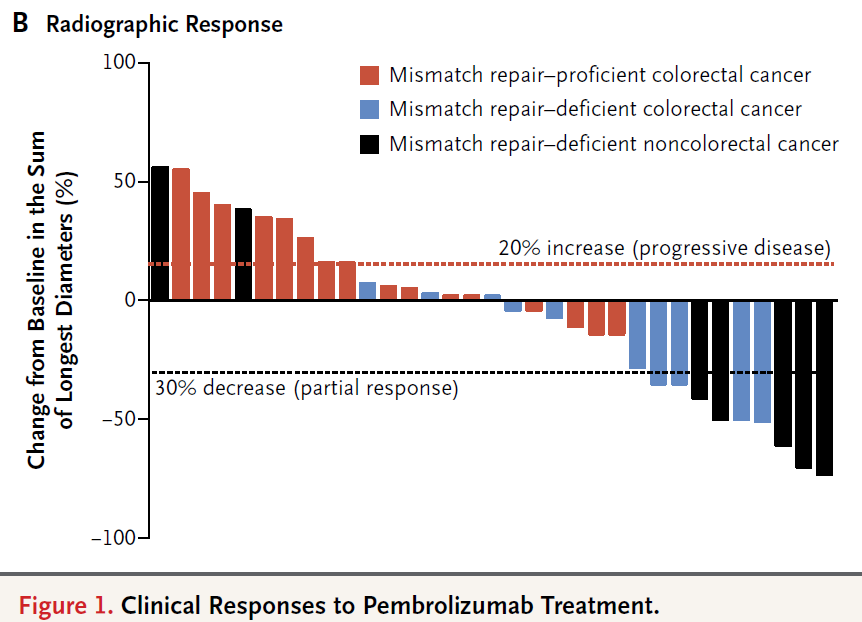 B Radiographic Response
Mismatch repair–proficient colorectal cancer
Mismatch repair–deficient colorectal cancer
Mismatch repair–deficient noncolorectal cancer
Change from Baseline in the Sum
of Longest Diameters (%)
100
50
0
–50
–100
20% increase (progressive disease)
30% decrease (partial response)
Figure 1. Clinical Responses to Pembrolizumab Treatment.